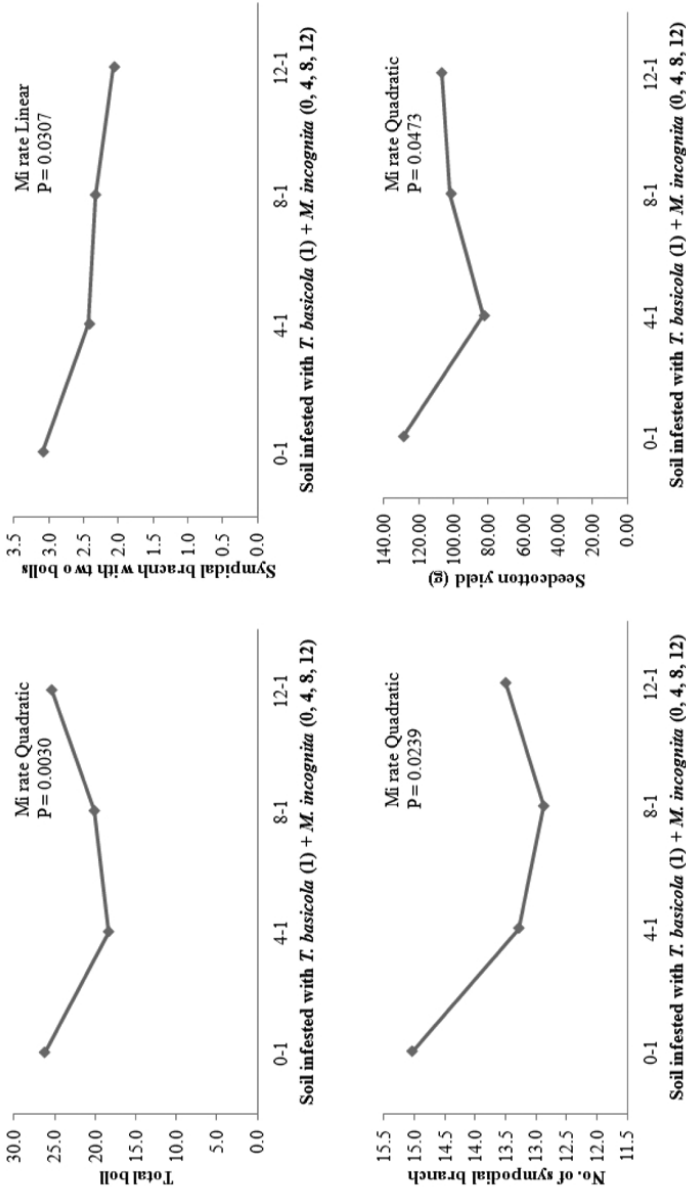 30.0
25.0
20.0
15.0
10.0
5.0
0.0
Total boll
Mi rate Quadratic
P = 0.0030
0-1 4-1 8-1 12-1
Soil infested with T. basicola (1) + M. incognita (0, 4, 8, 12)
3.5
3.0
2.5
2.0
1.5
1.0
0.5
0.0
Sympidal bracnh with two bolls
Mi rate Linear
P = 0.0307
0-1 4-1 8-1 12-1
Soil infested with T. basicola (1) + M. incognita (0, 4, 8, 12)
15.5
15.0
14.5
14.0
13.5
13.0
12.5
12.0
11.5
No. of sympodial branch
Mi rate Quadratic
P = 0.0239
0-1 4-1 8-1 12-1
Soil infested with T. basicola (1) + M. incognita (0, 4, 8, 12)
140.00
120.00
100.00
80.00
60.00
40.00
20.00
0.00
Seedcotton yield (g)
Mi rate Quadratic
P = 0.0473
0-1 4-1 8-1 12-1
Soil infested with T. basicola (1) + M. incognita (0, 4, 8, 12)